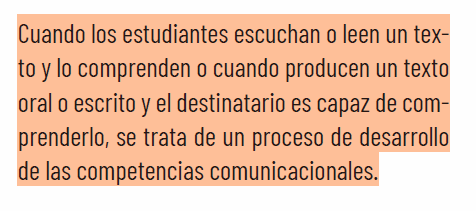 Cuando los estudiantes escuchan o leen un tex-
to y lo comprenden o cuando producen un texto
oral o escrito y el destinatario es capaz de com-
prenderlo, se trata de un proceso de desarrollo
de las competencias comunicacionales.